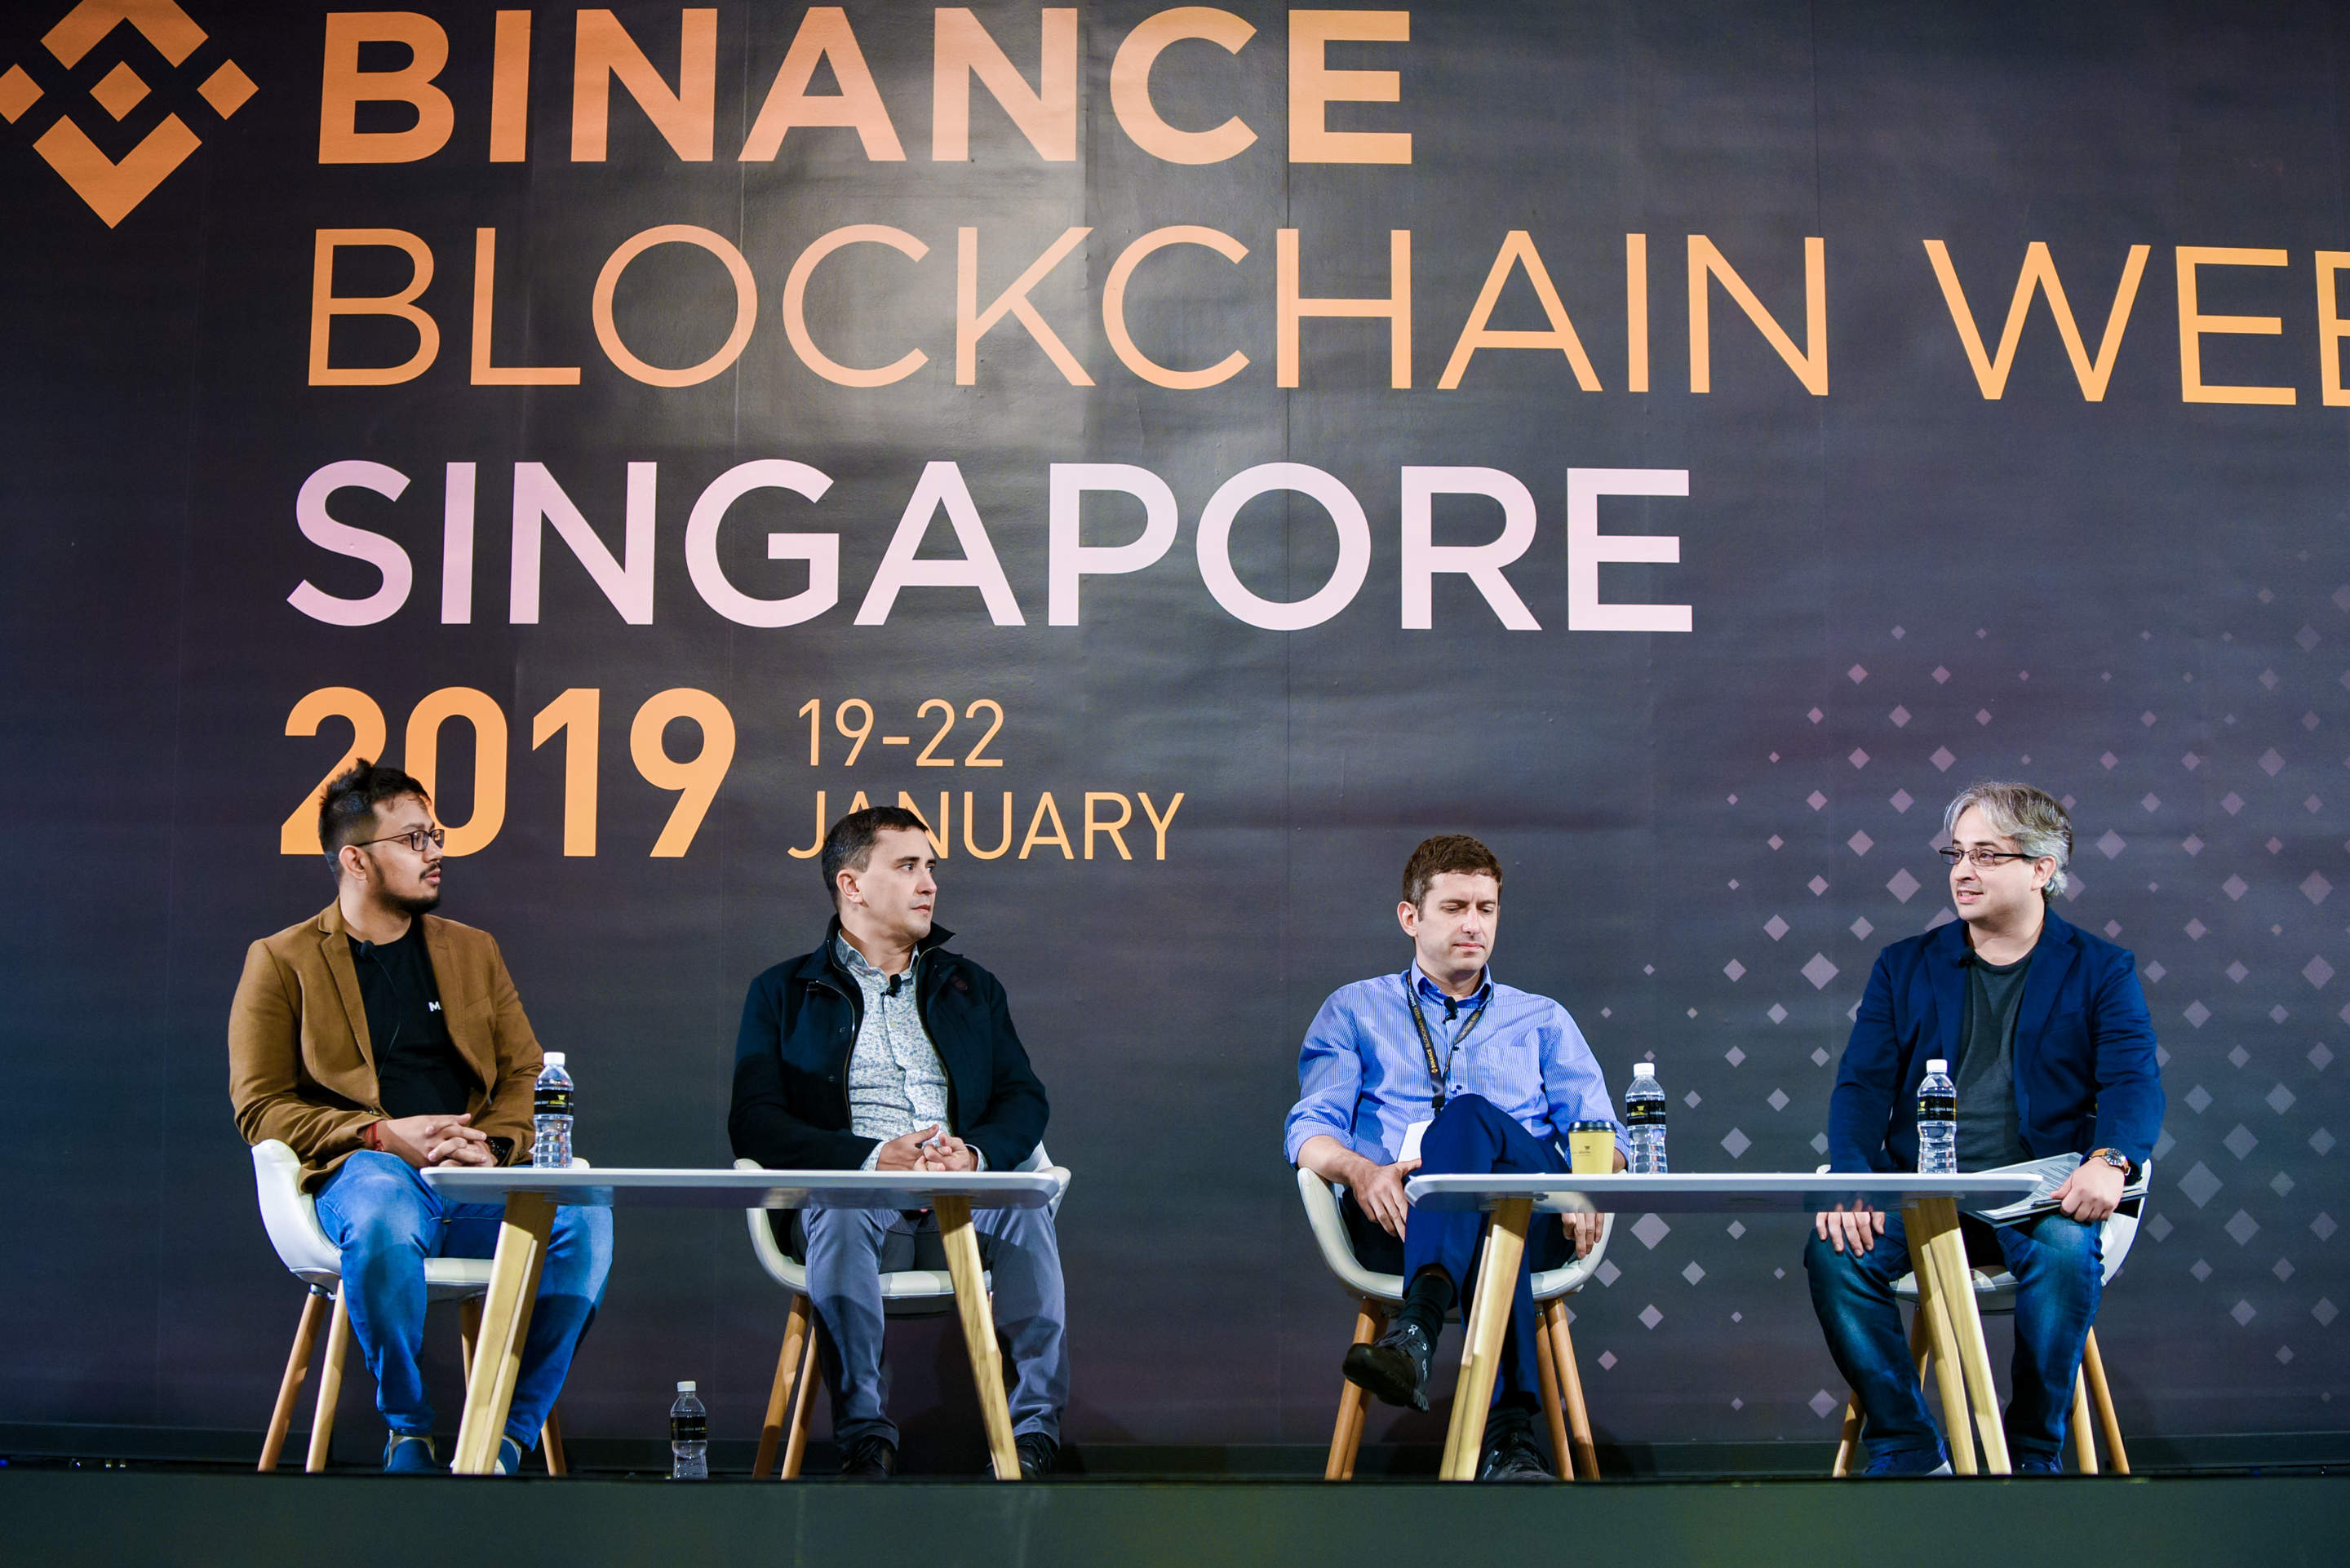 BINANCE
BLOCKCHAIN WEE
SINGAPORE
2019
19-22
JANUARY